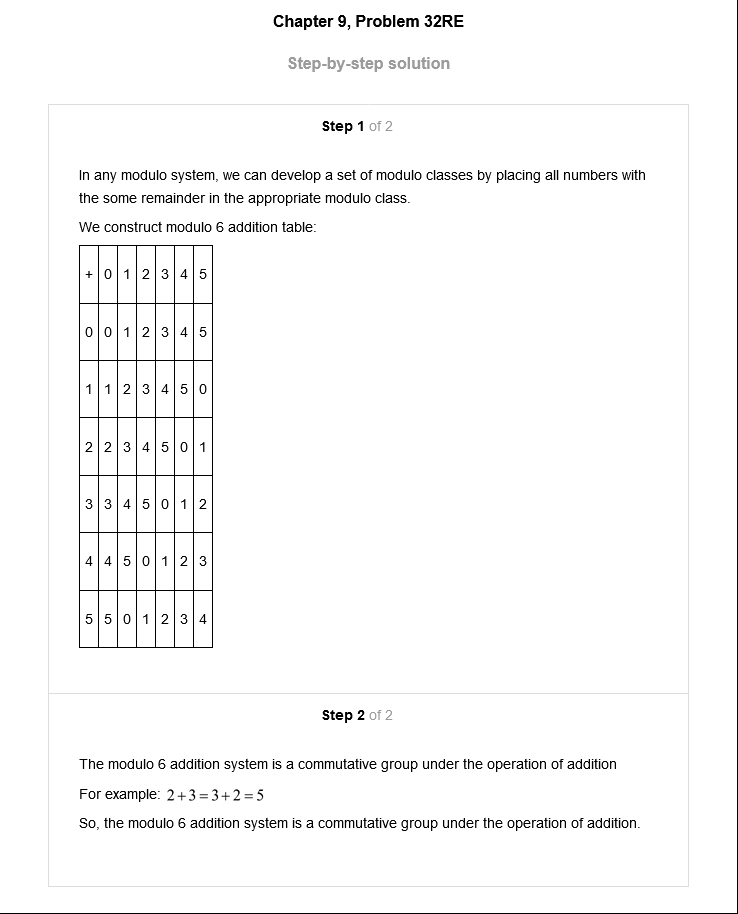 Chapter 9, Problem 32RE
Step-by-step solution
Step 1 of 2
In any modulo system, we can develop a set of modulo classes by placing all numbers with
the some remainder in the appropriate modulo class.
We construct modulo 6 addition table:
+ 0 1 2 3 4 5
0 0 1 2 3 4 5
1 1 2 3 4 5 0
2 2 3 4 5 0 1
3 3 4 5 0 1 2
4 4 5 0 1 2 3
5 5 0 1 2 3 4
Step 2 of 2
The modulo 6 addition system is a commutative group under the operation of addition
For example: 2+3=3+2=5
So, the modulo 6 addition system is a commutative group under the operation of addition.